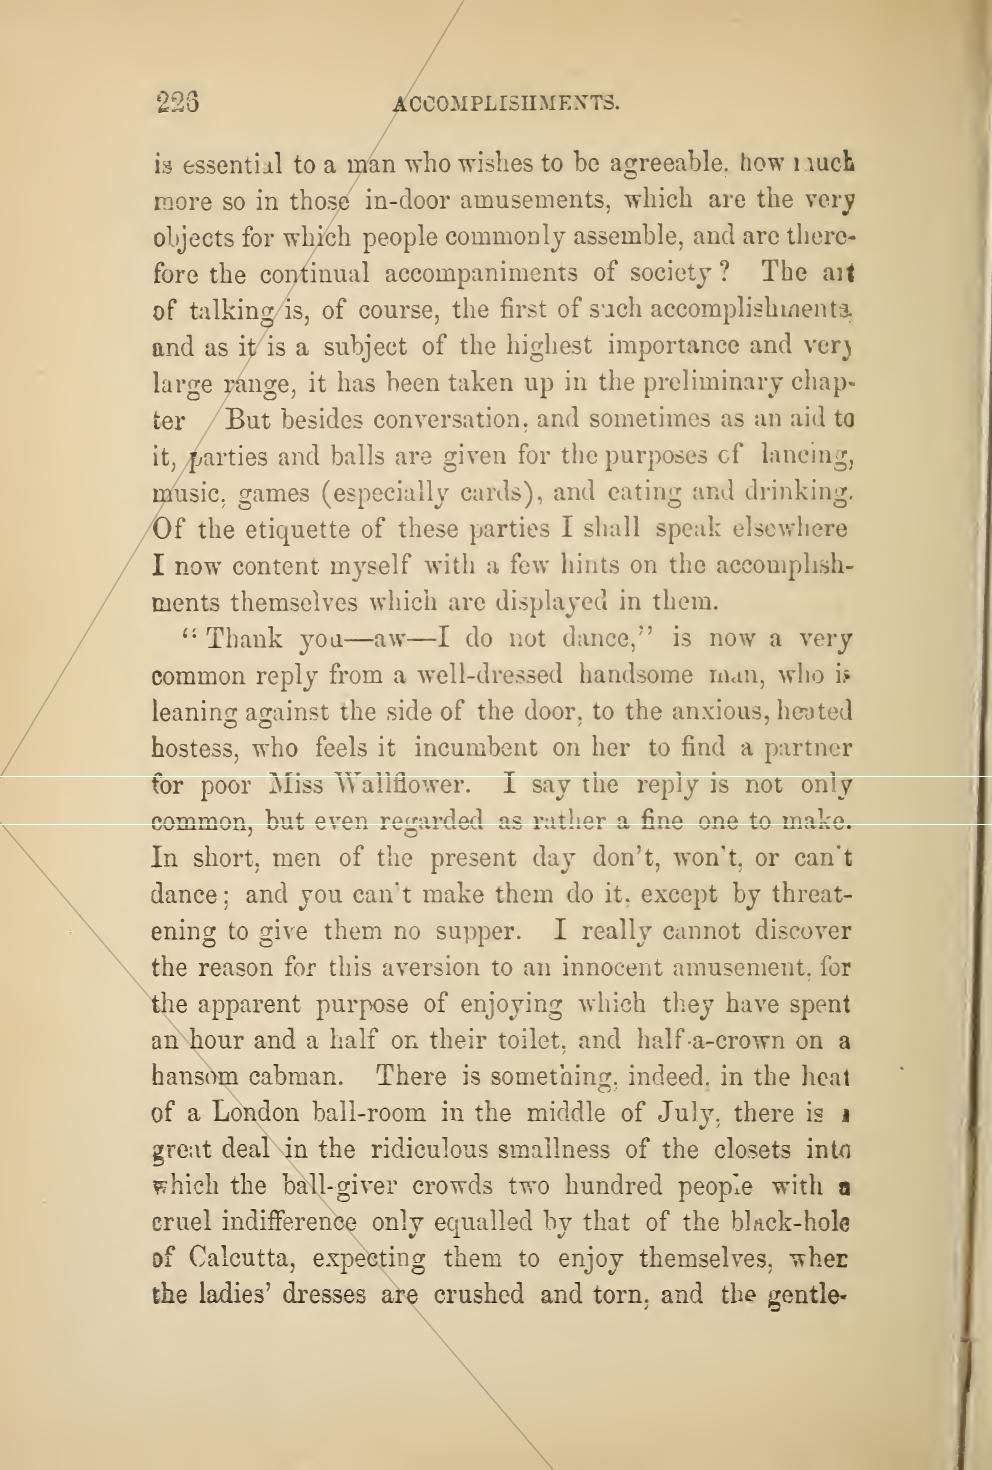 226 ACCOMPLISHMENTS.
is essential to a man who wishes to be agreeable, how much
more so in those in-door amusements, which are the very
objects for which people commonly assemble, and are there-
fore the continual accompaniments of society? The art
of talking is, of course, the first of such accomplishments,
and as it is a subject of the highest importance and very
large range, it has been taken up in the preliminary chap-
ter But besides conversation, and sometimes as an aid to
it, parties and balls are given for the purposes of lancing,
music, games (especially cards), and eating and drinking.
Of the etiquette of these parties I shall speak elsewhere
I now content myself with a few hints on the accomplish-
ments themselves which are displayed in them.
“Thank you—aw—I do not dance,” is now a very
common reply from a well-dressed handsome man, who is
leaning against the side of the door, to the anxious, heated
hostess, who feels it incumbent on her to find a partner
for poor Miss Wallflower. I say the reply is not only
common, but even regarded as rather a fine one to make.
In short, men of the present day don’t, won’t, or can’t
dance; and you can’t make them do it, except by threat-
ening to give them no supper. I really cannot discover
the reason for this aversion to an innocent amusement, for
the apparent purpose of enjoying which they have spent
an hour and a half on their toilet, and half-a-crown on a
hansom cabman. There is something, indeed, in the heat
of a London ball-room in the middle of July, there is a
great deal in the ridiculous smallness of the closets into
which the ball-giver crowds two hundred people with a
cruel indifference only equalled by that of the black-hole
of Calcutta, expecting them to enjoy themselves, when
the ladies’ dresses are crushed and torn, and the gentle-